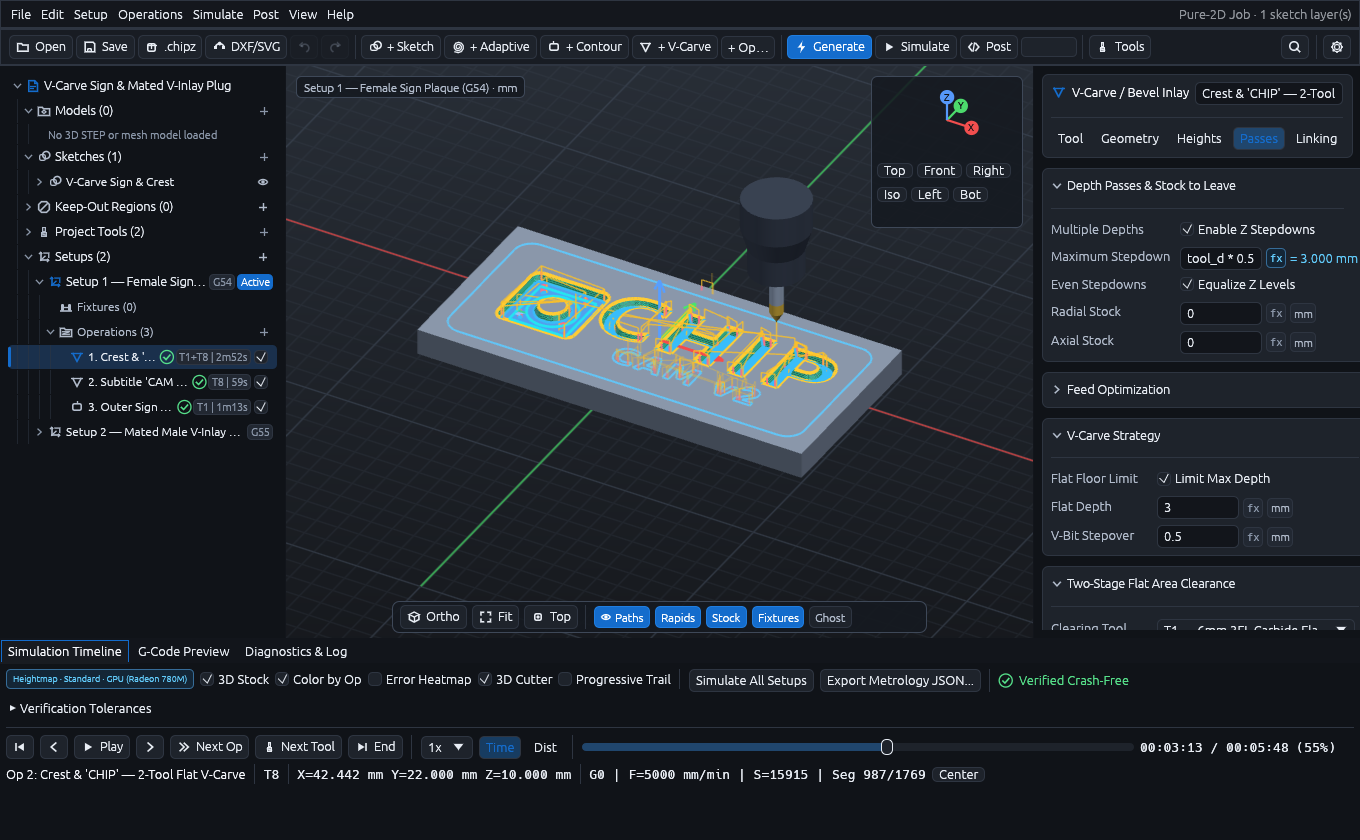 File Edit Setup Operations Simulate Post View Help
Pure-2D Job · 1 sketch layer(s)
Open Save .chipz DXF/SVG + Sketch + Adaptive + Contour + V-Carve + Op... Generate Simulate Post Tools
V-Carve Sign & Mated V-Inlay Plug
Models (0) +
No 3D STEP or mesh model loaded
Sketches (1) +
V-Carve Sign & Crest
Keep-Out Regions (0) +
Project Tools (2) +
Setups (2) +
Setup 1 — Female Sign... G54 Active
Fixtures (0)
Operations (3) +
1. Crest & '... T1+T8 | 2m52s
2. Subtitle 'CAM ... T8 | 59s
3. Outer Sign ... T1 | 1m13s
Setup 2 — Mated Male V-Inlay ... G55
Setup 1 — Female Sign Plaque (G54) · mm
CHIP
CAM V2
Z
Y
X
Top Front Right
Iso Left Bot
Ortho Fit Top Paths Rapids Stock Fixtures Ghost
V-Carve / Bevel Inlay Crest & 'CHIP' — 2-Tool
Tool Geometry Heights Passes Linking
Depth Passes & Stock to Leave
Multiple Depths Enable Z Stepdowns
Maximum Stepdown tool_d * 0.5 fx = 3.000 mm
Even Stepdowns Equalize Z Levels
Radial Stock 0 fx mm
Axial Stock 0 fx mm
Feed Optimization
V-Carve Strategy
Flat Floor Limit Limit Max Depth
Flat Depth 3 fx mm
V-Bit Stepover 0.5 fx mm
Two-Stage Flat Area Clearance
Clearing Tool
Simulation Timeline G-Code Preview Diagnostics & Log
Heightmap · Standard · GPU (Radeon 780M) 3D Stock Color by Op Error Heatmap 3D Cutter Progressive Trail Simulate All Setups Export Metrology JSON... Verified Crash-Free
Verification Tolerances
Play Next Op Next Tool End 1x Time Dist 00:03:13 / 00:05:48 (55%)
Op 2: Crest & 'CHIP' — 2-Tool Flat V-Carve T8 X=42.442 mm Y=22.000 mm Z=10.000 mm G0 | F=5000 mm/min | S=15915 | Seg 987/1769 Center